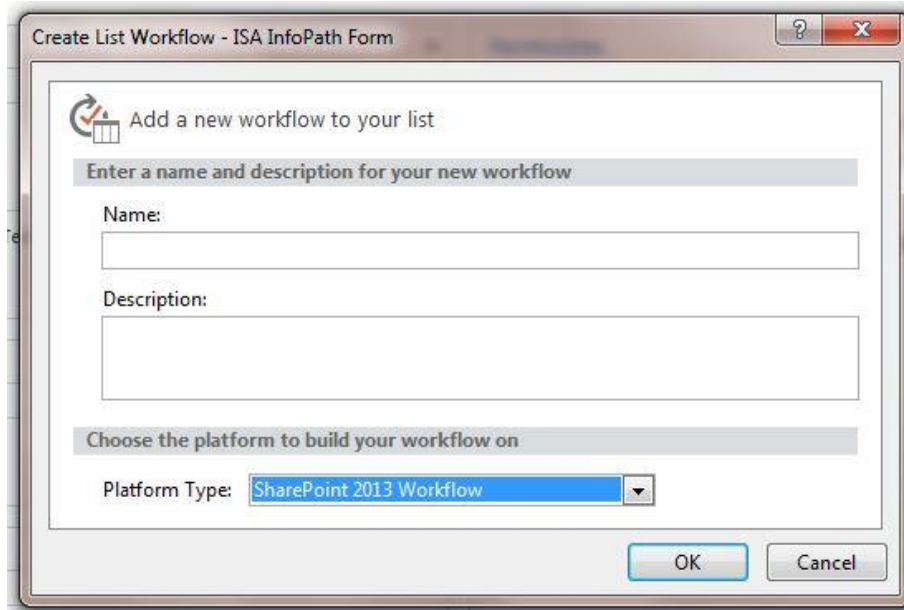 Create List Workflow - ISA InfoPath Form
?
Add a new workflow to your list
Enter a name and description for your new workflow
Name:
Description:
Choose the platform to build your workflow on
Platform Type: SharePoint 2013 Workflow
OK Cancel